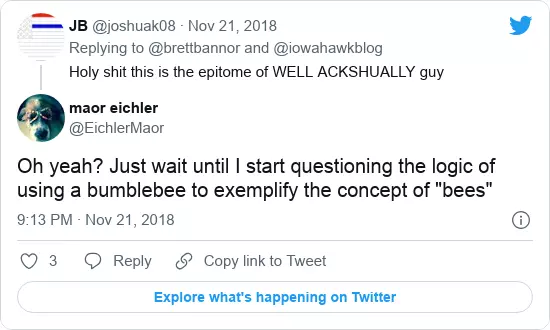 JB @joshuak08 · Nov 21, 2018
Replying to @brettbannor and @iowahawkblog
Holy shit this is the epitome of WELL ACKSHUALLY guy
maor eichler
@EichlerMaor
Oh yeah? Just wait until I start questioning the logic of
using a bumblebee to exemplify the concept of "bees"
9:13 PM · Nov 21, 2018
3 Reply Copy link to Tweet
Explore what's happening on Twitter